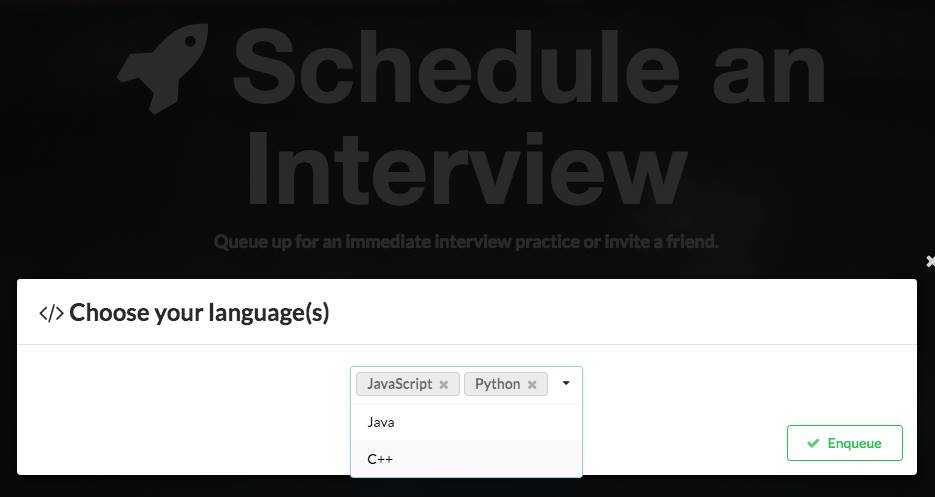 Schedule an
Interview
Queue up for an immediate interview practice or invite a friend.
</> Choose your language(s)
JavaScript Python
Java
C++
Enqueue